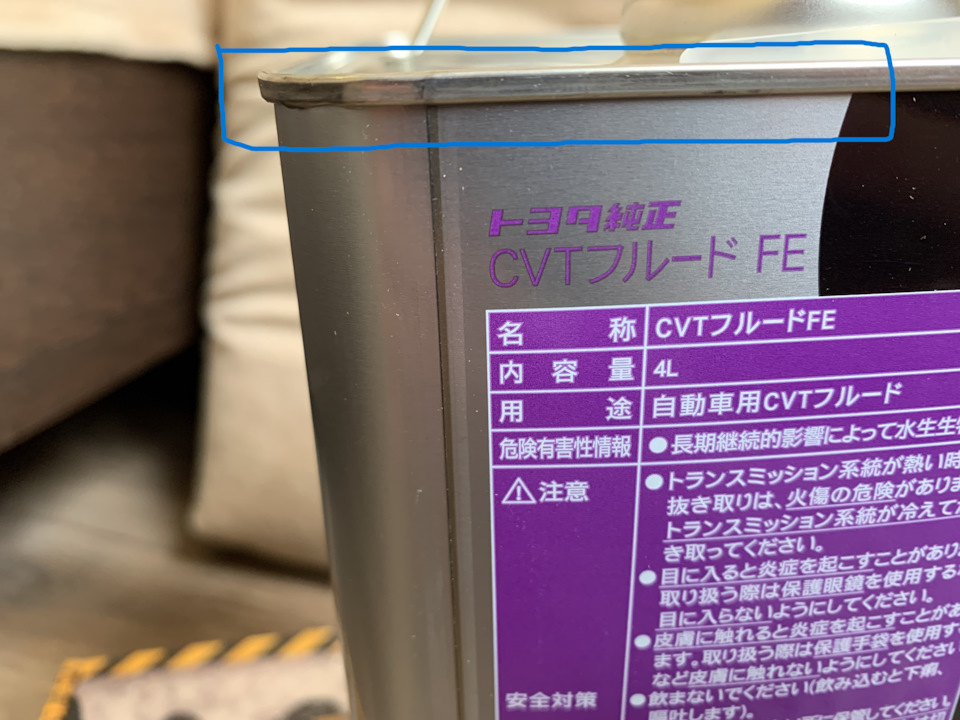 トヨタ純正
CVTフルード FE
名称 CVTフルードFE
内容量 4L
用途 自動車用CVTフルード
危険有害性情報 ●長期継続的影響によって水生生
⚠注意 ●トランスミッション系統が熱い時
抜き取りは、火傷の危険がありま
トランスミッション系統が冷えて
き取ってください。
●目に入ると炎症を起こすことがあり
取り扱う際は保護眼鏡を使用する
目に入らないようにしてください。
●皮膚に触れると炎症を起こすことがあ
ます。取り扱う際は保護手袋を使用す
など皮膚に触れないようにしてください
安全対策 ●飲まないでください(飲み込むと下痢、
嘔吐します)。